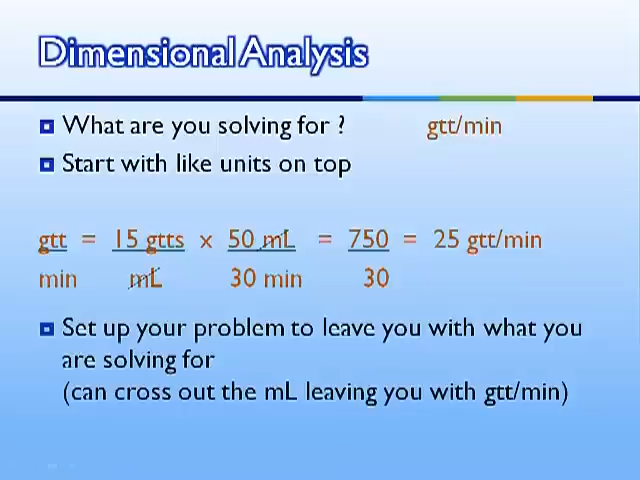 Dimensional Analysis
What are you solving for ? gtt/min
Start with like units on top
gtt = 15 gtts x 50 mL = 750 = 25 gtt/min
min mL 30 min 30
Set up your problem to leave you with what you
are solving for
(can cross out the mL leaving you with gtt/min)